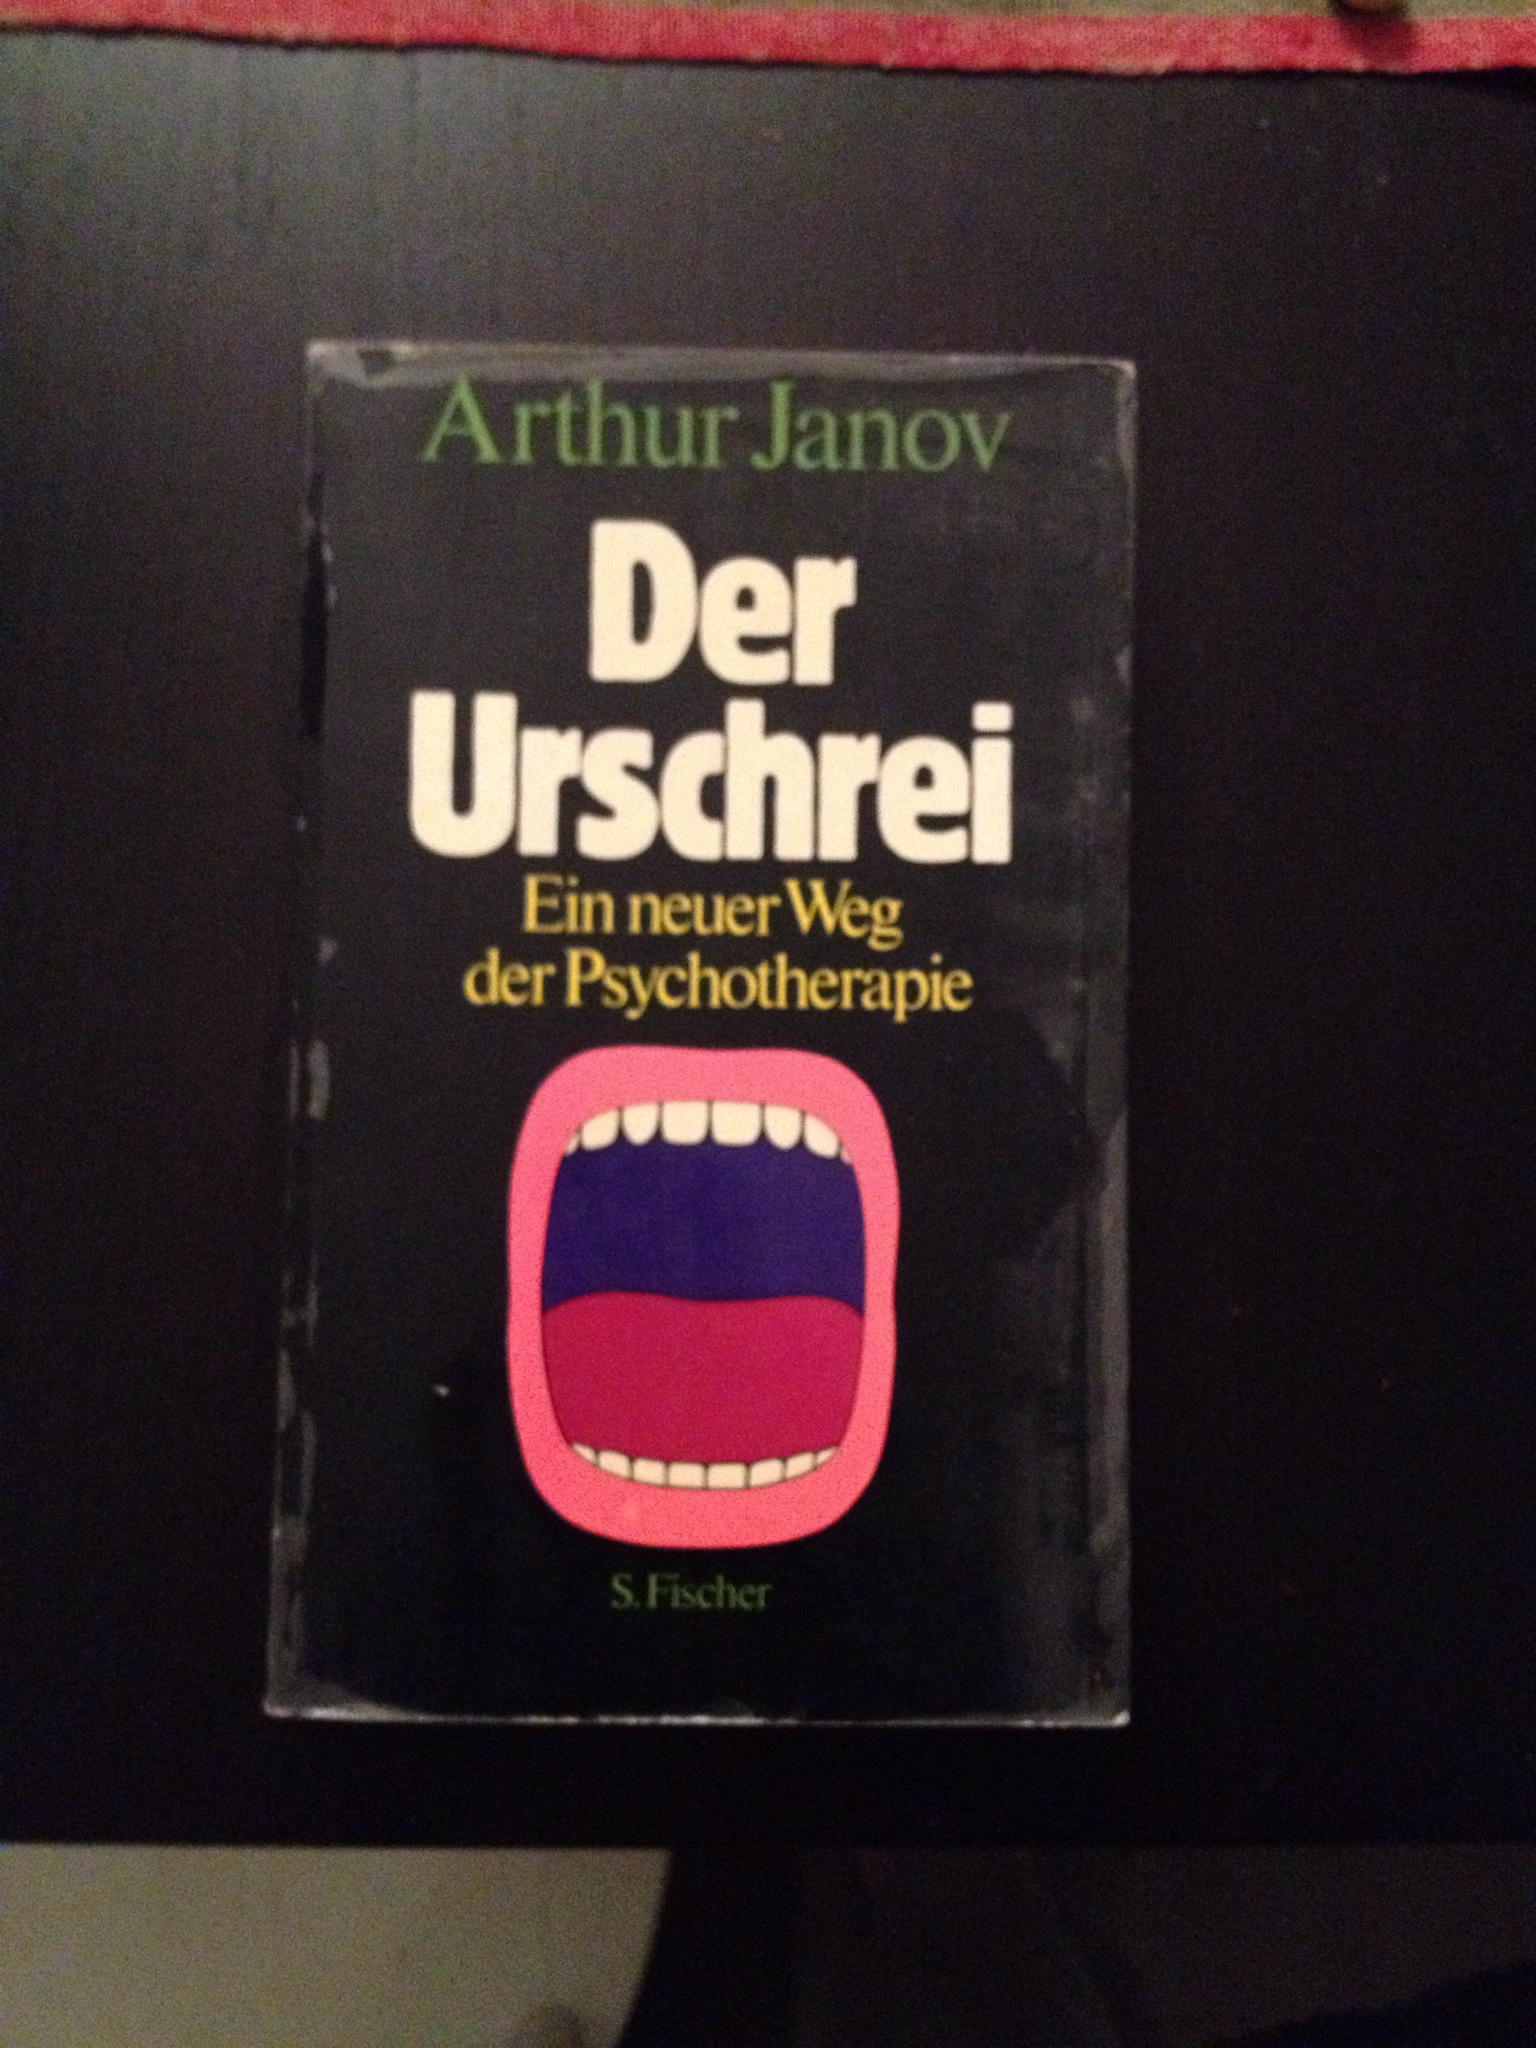 Arthur Janov
Der
Urschrei
Ein neuer Weg
der Psychotherapie
S. Fischer